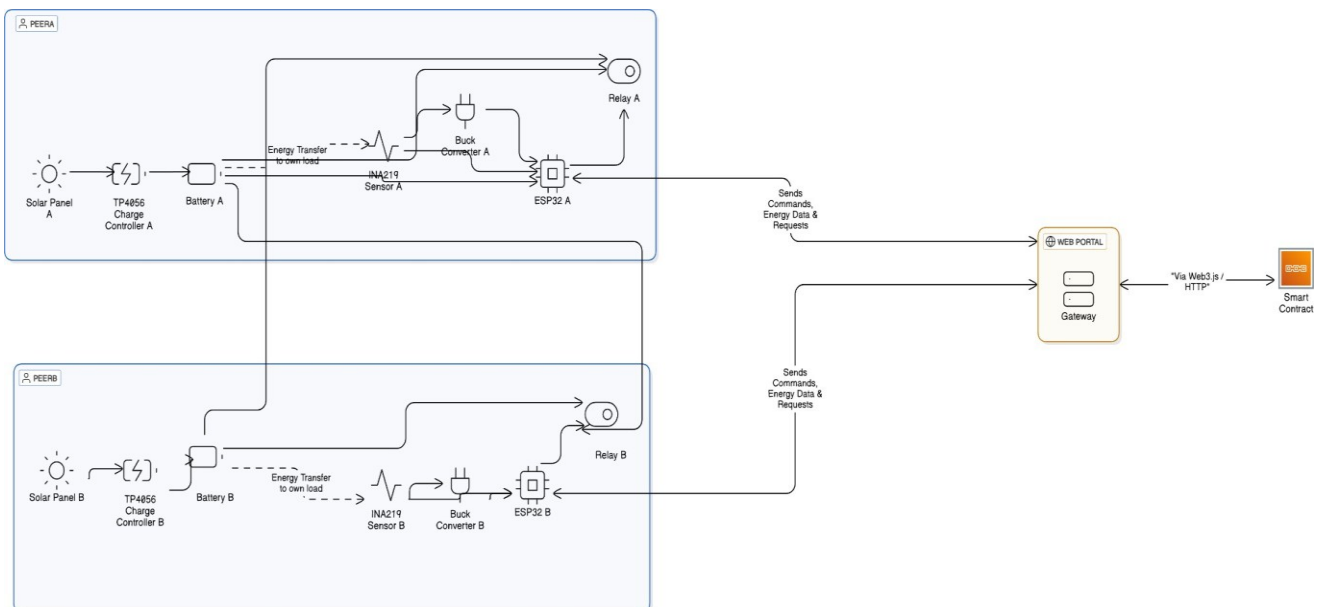 PEERA
Relay A
Buck
Converter A
Energy Transfer
to own load
INA219
Sensor A
Solar Panel
A
TP4056
Charge
Controller A
Battery A
ESP32 A
Sends
Commands,
Energy Data &
Requests
WEB PORTAL
Gateway
"Via Web3.js /
HTTP"
Smart
Contract
PEERB
Sends
Commands,
Energy Data &
Requests
Relay B
Energy Transfer
to own load
Solar Panel B
TP4056
Charge
Controller B
Battery B
INA219
Sensor B
Buck
Converter B
ESP32 B